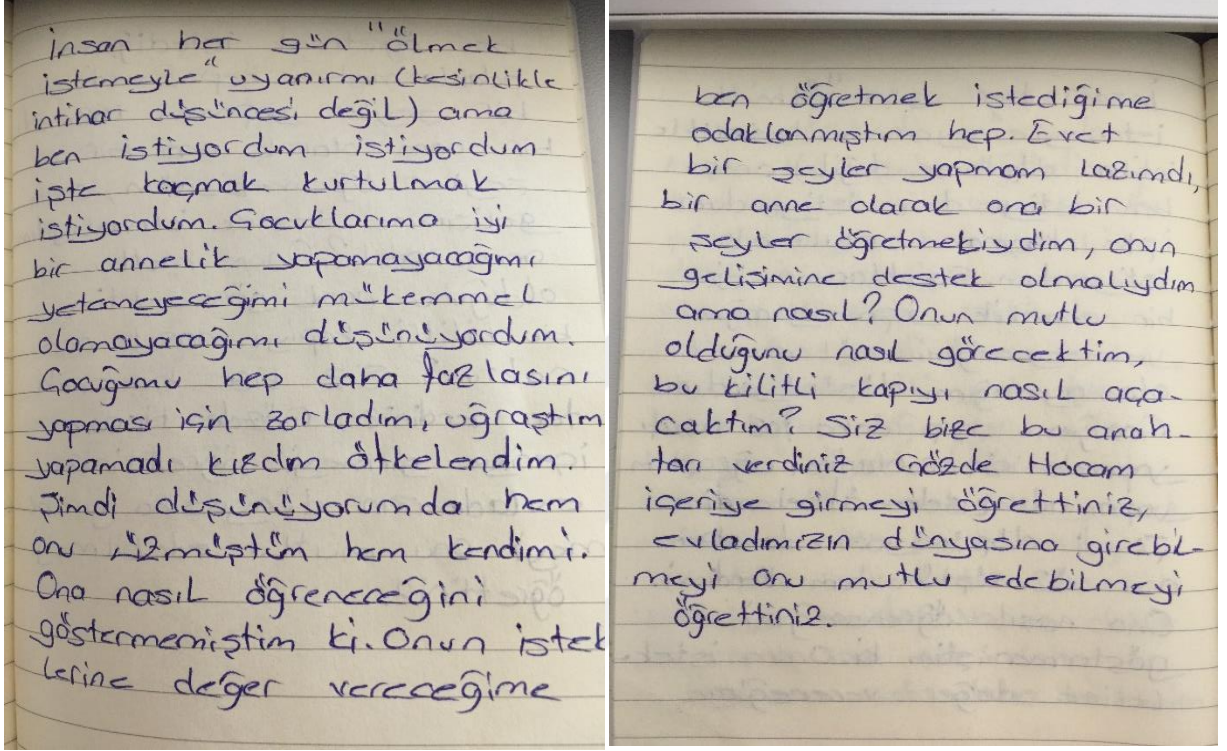 İnsan her gün "ölmek
istemeyle" uyanırmı (kesinlikle
intihar düşüncesi değil) ama
ben istiyordum istiyordum
işte kaçmak kurtulmak
istiyordum. Çocuklarıma iyi
bir annelik yapamayacağımı
yetemeyeceğimi mükemmel
olamayacağımı düşünüyordum.
Çocuğumu hep daha fazlasını
yapması için zorladım, uğraştım
yapamadı kızdım ötkelendim.
Şimdi düşünüyorumda hem
onu üzmüştüm hem kendimi.
Ona nasıl öğreneceğini
göstermemiştim ki. Onun istek
lerine değer vereceğime
ben öğretmek istediğime
odaklanmıştım hep. Evet
bir şeyler yapmam lazımdı,
bir anne olarak ona bir
şeyler öğretmekiydim, onun
gelişimine destek olmalıydım
ama nasıl? Onun mutlu
olduğunu nasıl görecektim,
bu kilitli kapıyı nasıl aça-
caktım? Siz bize bu anah-
tarı verdiniz Gözde Hocam
içeriye girmeyi öğrettiniz,
evladımızın dünyasına girebil-
meyi onu mutlu edebilmeyi
öğrettiniz.